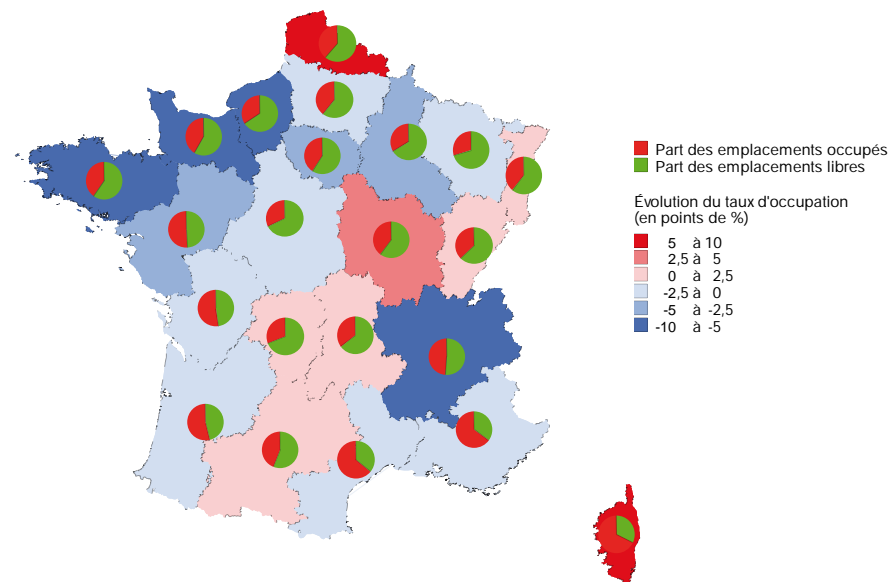 Part des emplacements occupés
Part des emplacements libres
Évolution du taux d'occupation
(en points de %)
5 à 10
2,5 à 5
0 à 2,5
-2,5 à 0
-5 à -2,5
-10 à -5